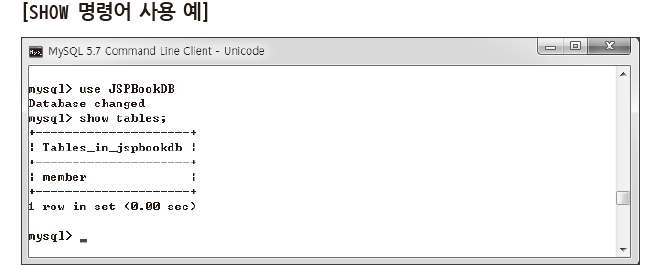 [SHOW 명령어 사용 예]
MySQL 5.7 Command Line Client - Unicode
mysql> use JSPBookDB
Database changed
mysql> show tables;
+---------------------+
| Tables_in_jspbookdb |
+---------------------+
| member              |
+---------------------+
1 row in set (0.00 sec)
mysql> _